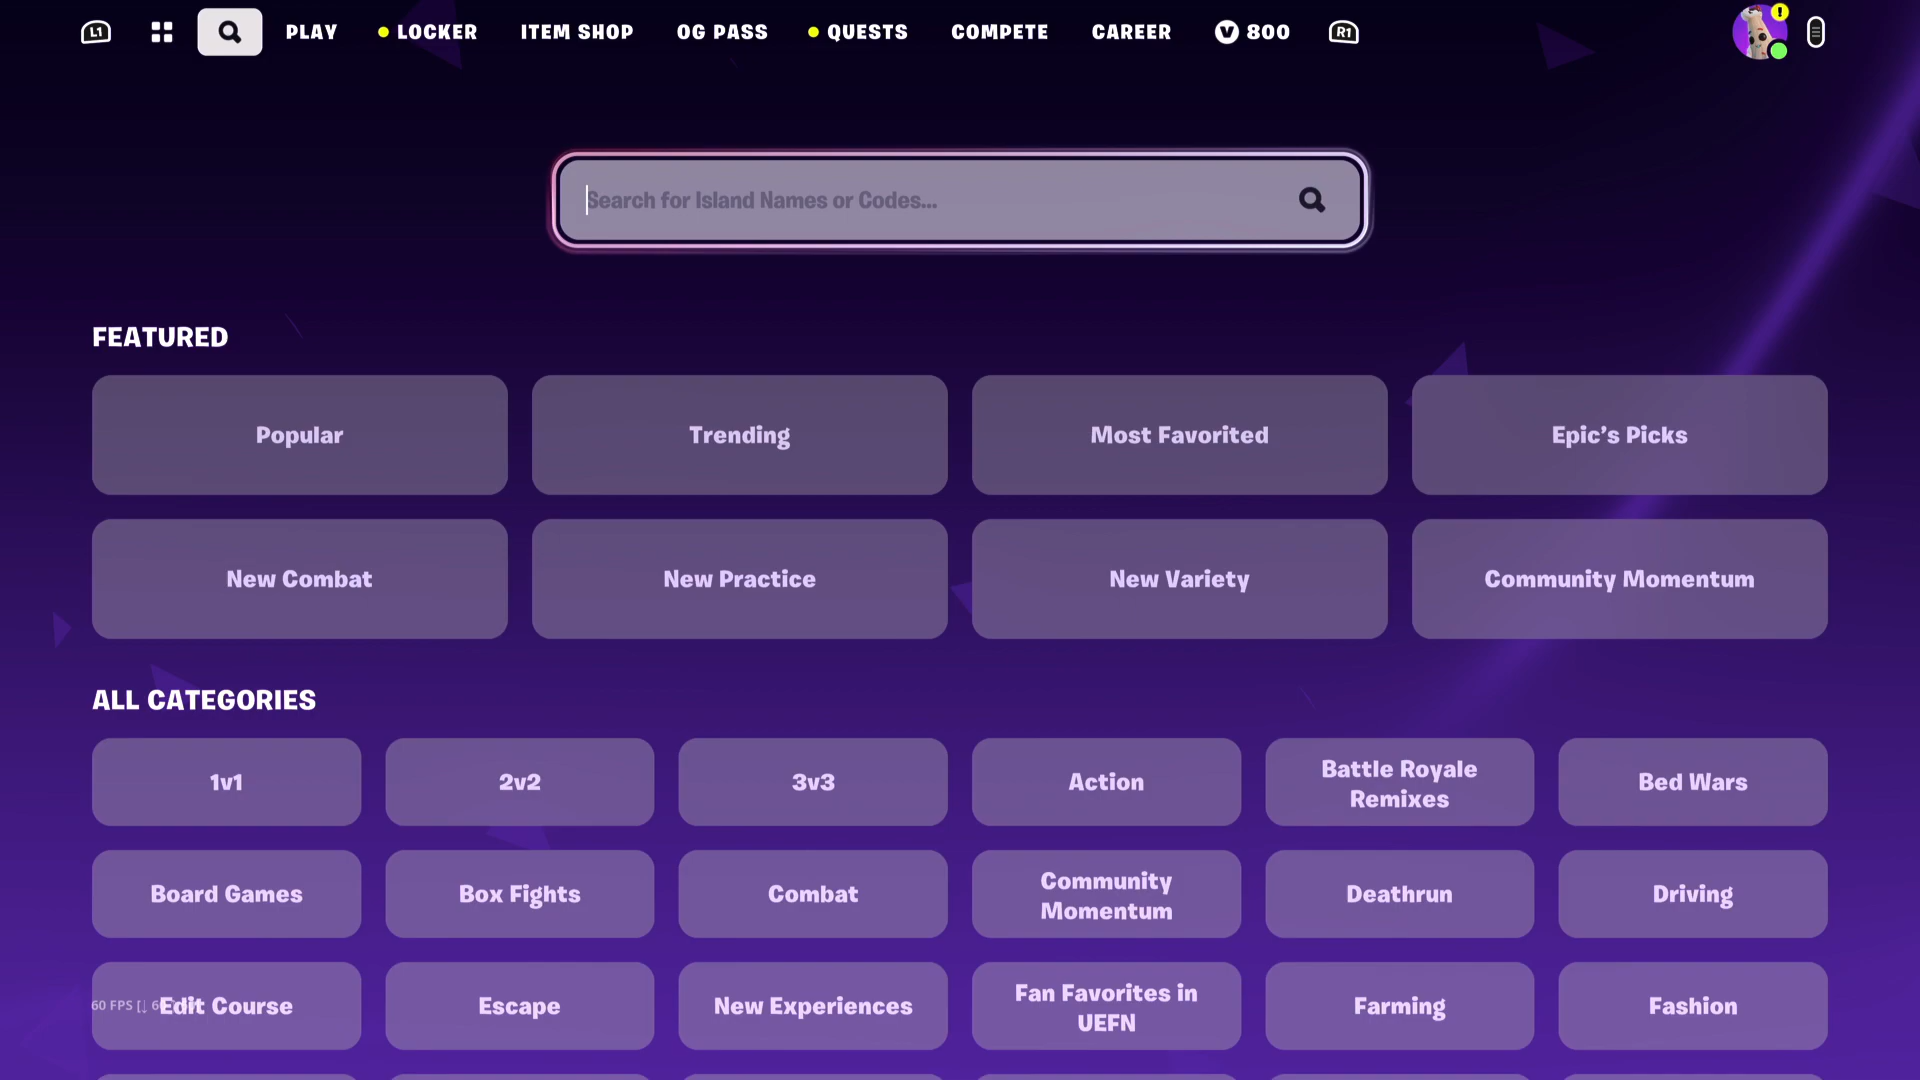 L1 PLAY LOCKER ITEM SHOP OG PASS QUESTS COMPETE CAREER V 800 R1 !
Search for Island Names or Codes...
FEATURED
Popular Trending Most Favorited Epic's Picks
New Combat New Practice New Variety Community Momentum
ALL CATEGORIES
1v1 2v2 3v3 Action Battle Royale Remixes Bed Wars
Board Games Box Fights Combat Community Momentum Deathrun Driving
60 FPS Edit Course Escape New Experiences Fan Favorites in UEFN Farming Fashion